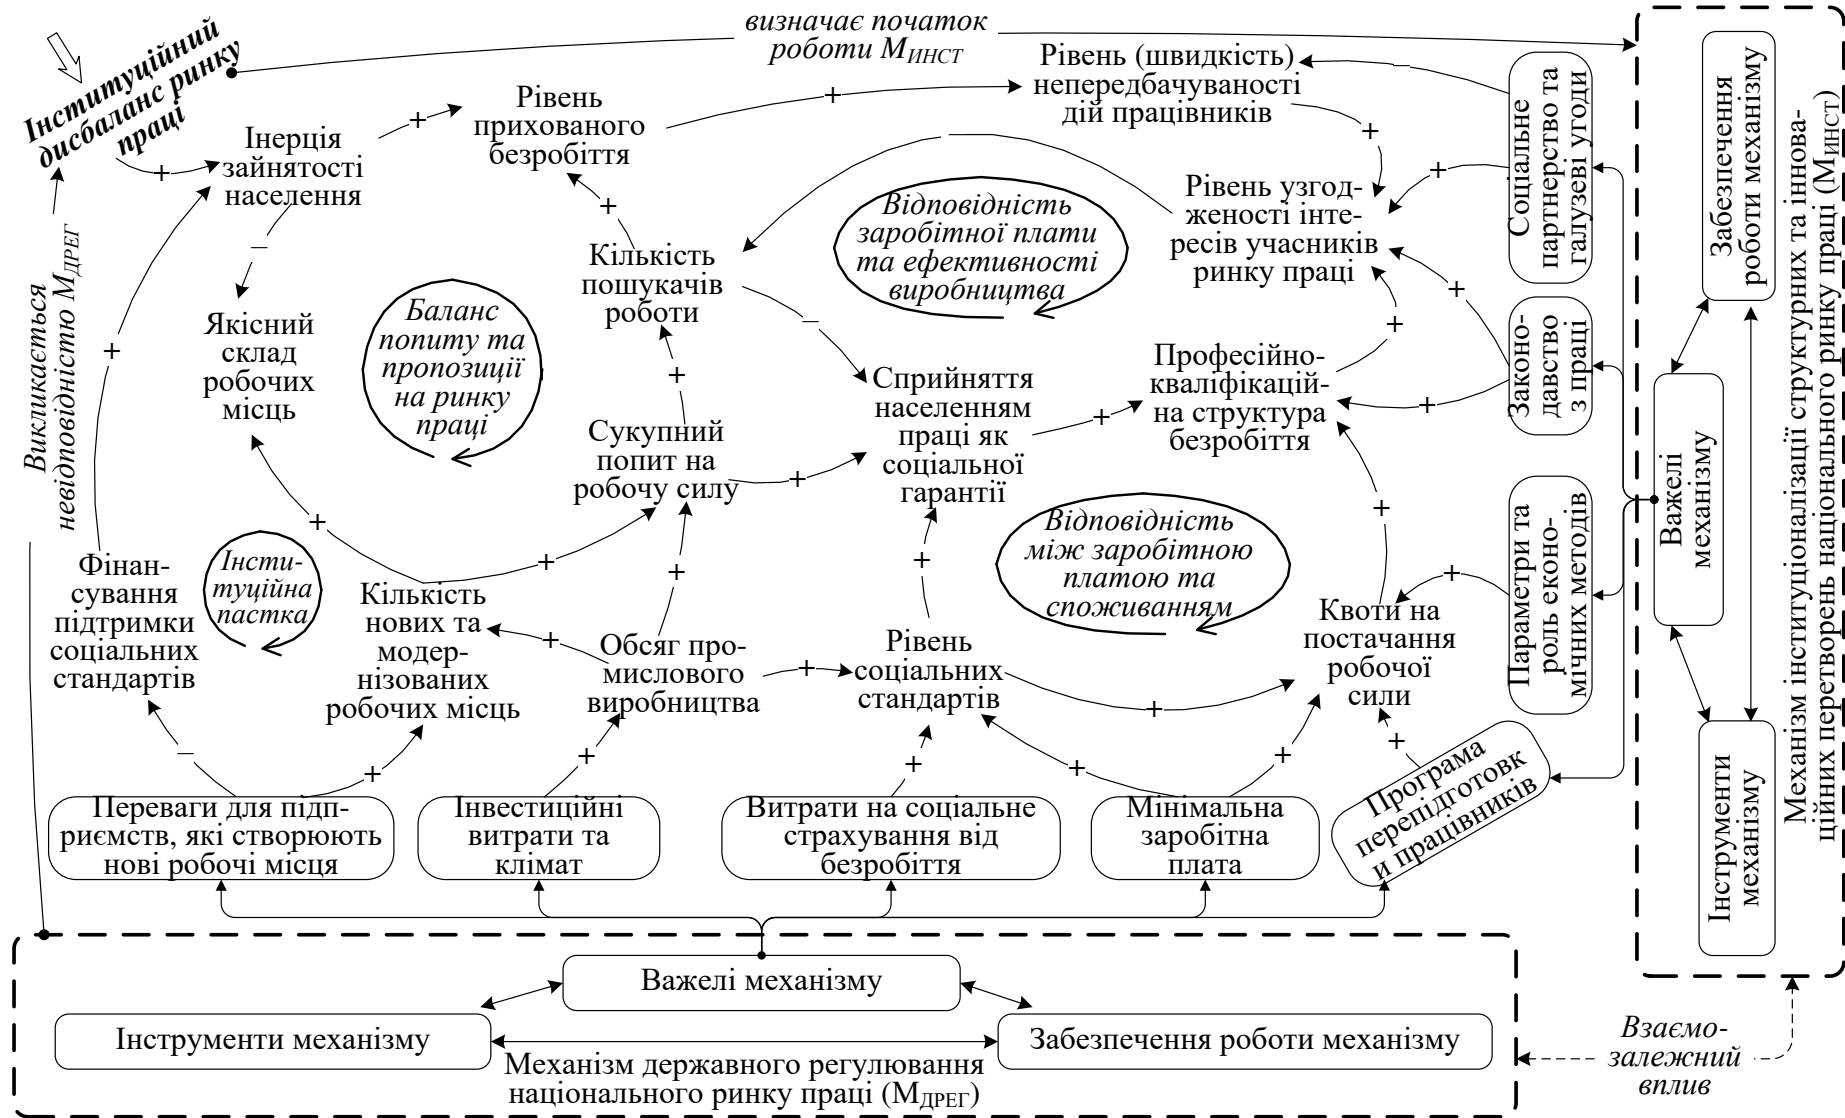 визначає початок
роботи МИНСТ
Інституційний
дисбаланс ринку
праці
Рівень (швидкість)
непередбачуваності
дій працівників
Рівень
прихованого
безробіття
Інерція
зайнятості
населення
Соціальне
партнерство та
галузеві угоди
Забезпечення
роботи механізму
Механізм інституціоналізації структурних та іннова-
ційних перетворень національного ринку праці (МИНСТ)
Викликається
невідповідністю МДРЕГ
Відповідність
заробітної плати
та ефективності
виробництва
Рівень узгод-
женості інте-
ресів учасників
ринку праці
Кількість
пошукачів
роботи
Баланс
попиту та
пропозиції
на ринку
праці
Якісний
склад
робочих
місць
Законо-
давство
з праці
Сприйняття
населенням
праці як
соціальної
гарантії
Професійно-
кваліфікацій-
на структура
безробіття
Сукупний
попит на
робочу силу
Важелі
механізму
Параметри та
роль еконо-
мічних методів
Відповідність
між заробітною
платою та
споживанням
Інсти-
туційна
пастка
Фінан-
сування
підтримки
соціальних
стандартів
Кількість
нових та
модер-
нізованих
робочих місць
Обсяг про-
мислового
виробництва
Рівень
соціальних
стандартів
Квоти на
постачання
робочої
сили
Інструменти
механізму
Програма
перепідготовк
и працівників
Переваги для підп-
риємств, які створюють
нові робочі місця
Інвестиційні
витрати та
клімат
Витрати на соціальне
страхування від
безробіття
Мінімальна
заробітна
плата
Важелі механізму
Інструменти механізму
Забезпечення роботи механізму
Механізм державного регулювання
національного ринку праці (МДРЕГ)
Взаємо-
залежний
вплив